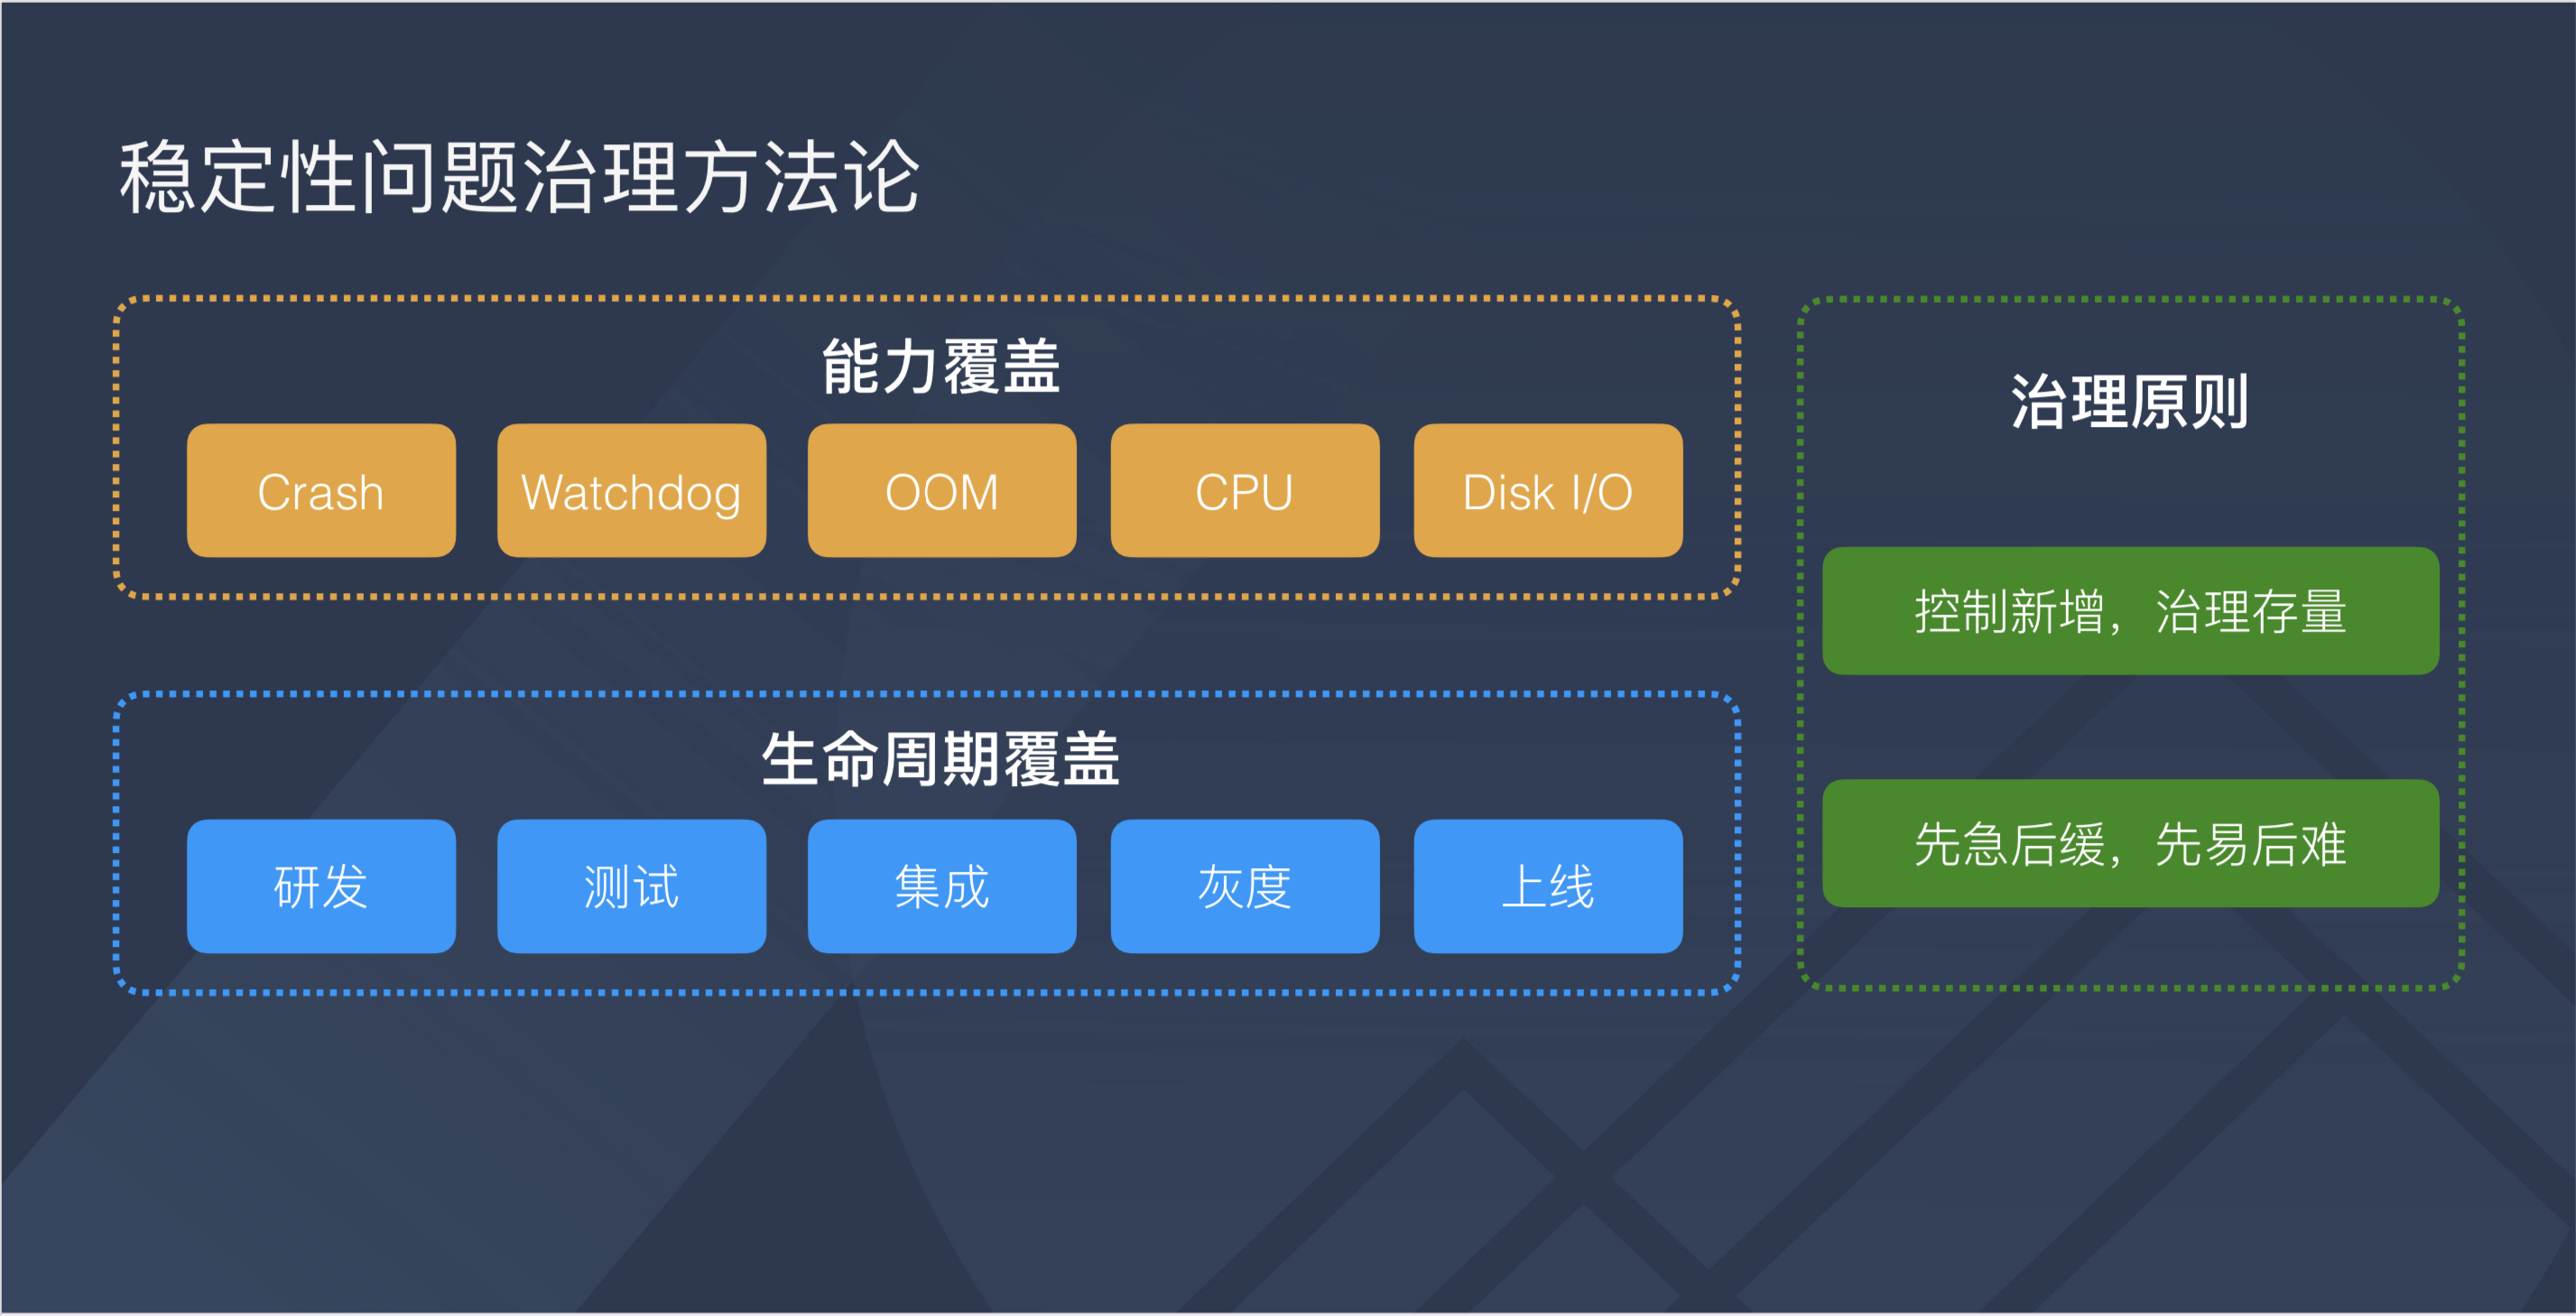 稳定性问题治理方法论
能力覆盖
Crash
Watchdog
OOM
CPU
Disk I/O
生命周期覆盖
研发
测试
集成
灰度
上线
治理原则
控制新增，治理存量
先急后缓，先易后难